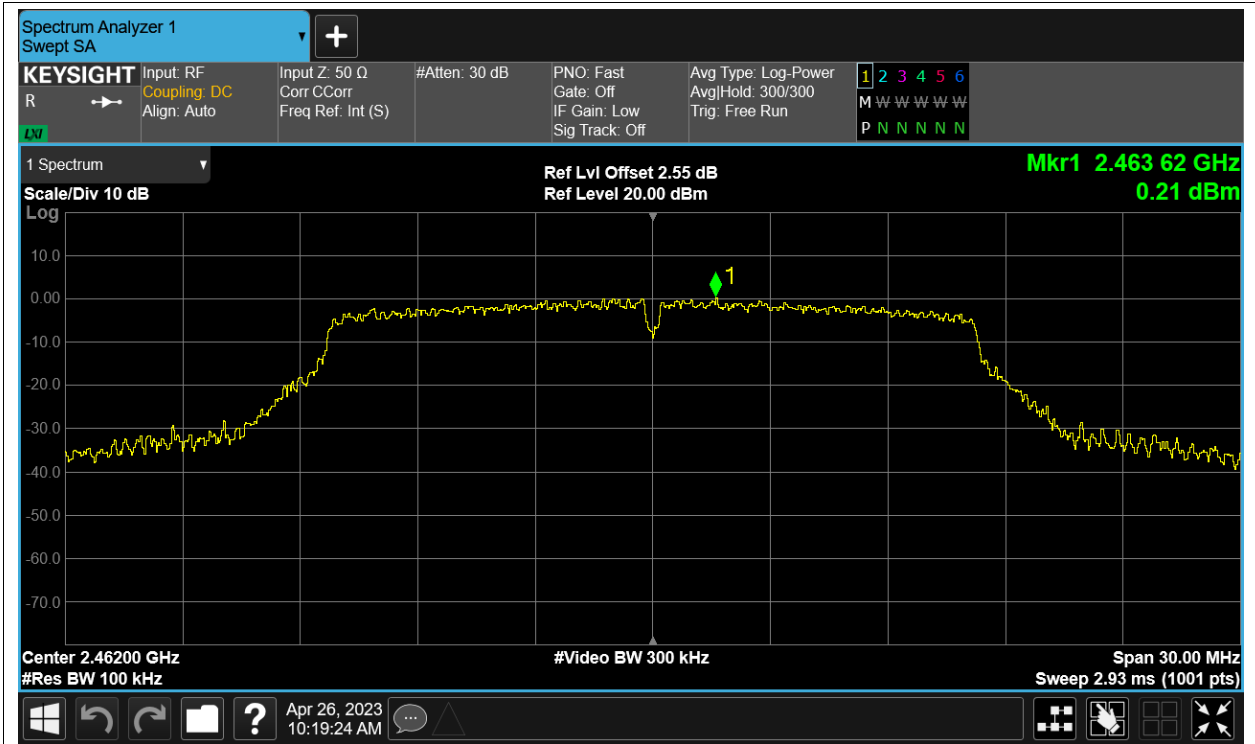 Spectrum Analyzer 1
Swept SA
KEYSIGHT
R
LXI
Input: RF
Coupling: DC
Align: Auto
Input Z: 50 Ω
Corr CCorr
Freq Ref: Int (S)
#Atten: 30 dB
PNO: Fast
Gate: Off
IF Gain: Low
Sig Track: Off
Avg Type: Log-Power
Avg|Hold: 300/300
Trig: Free Run
1 2 3 4 5 6
M W W W W W
P N N N N N
1 Spectrum
Scale/Div 10 dB
Log
Ref Lvl Offset 2.55 dB
Ref Level 20.00 dBm
Mkr1 2.463 62 GHz
0.21 dBm
1
10.0
0.00
-10.0
-20.0
-30.0
-40.0
-50.0
-60.0
-70.0
Center 2.46200 GHz
#Res BW 100 kHz
#Video BW 300 kHz
Span 30.00 MHz
Sweep 2.93 ms (1001 pts)
?
Apr 26, 2023
10:19:24 AM